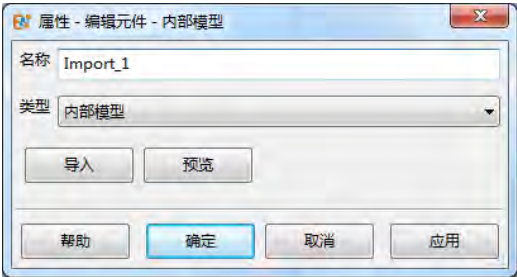 属性 - 编辑元件 - 内部模型
名称 Import_1
类型 内部模型
导入 预览
帮助 确定 取消 应用